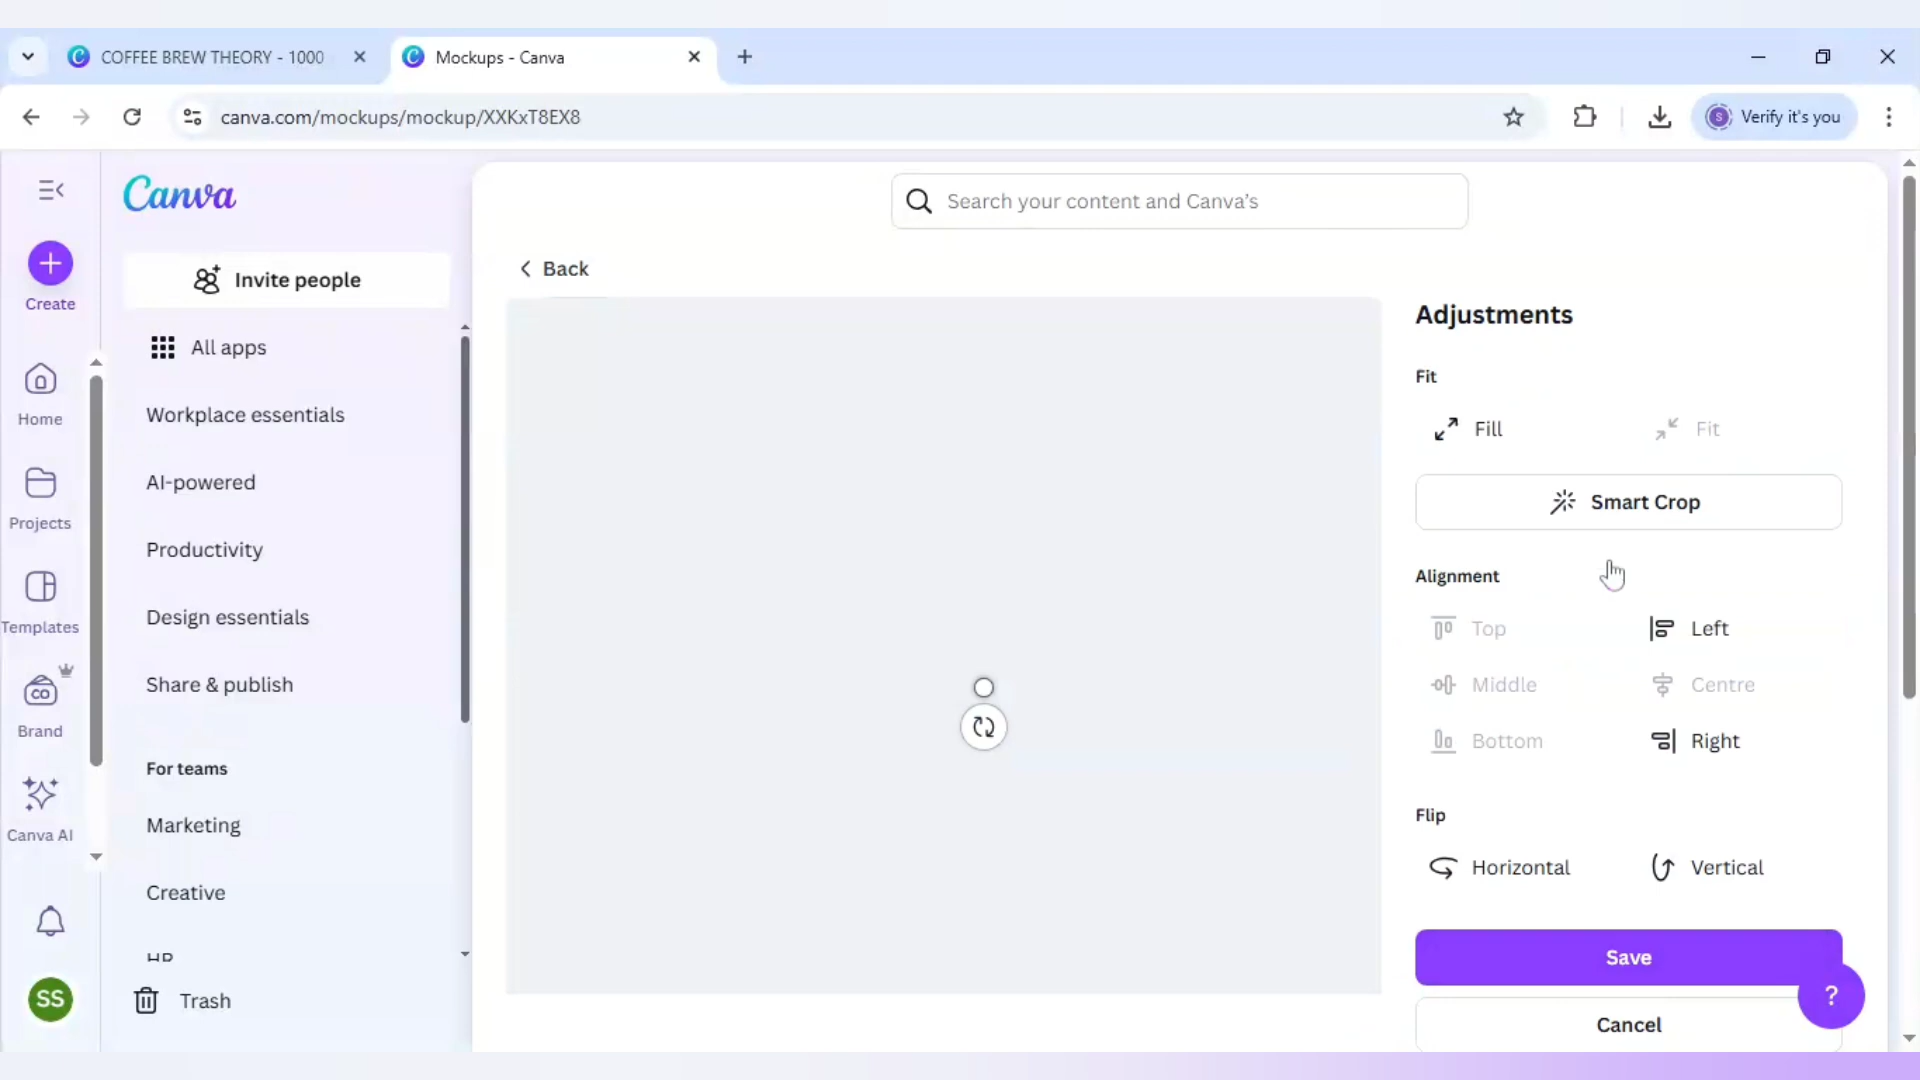 COFFEE BREW THEORY - 1000
Mockups - Canva
canva.com/mockups/mockup/XXKxT8EX8
S
Verify it's you
Canva
Search your content and Canva's
Create
Invite people
Back
All apps
Adjustments
Home
Workplace essentials
Fit
Fill
Fit
AI-powered
Smart Crop
Projects
Productivity
Alignment
Templates
Design essentials
Top
Left
Share & publish
Middle
Centre
CO
Brand
Bottom
Right
For teams
Marketing
Flip
Canva AI
Horizontal
Vertical
Creative
HR
Save
SS
Trash
?
Cancel